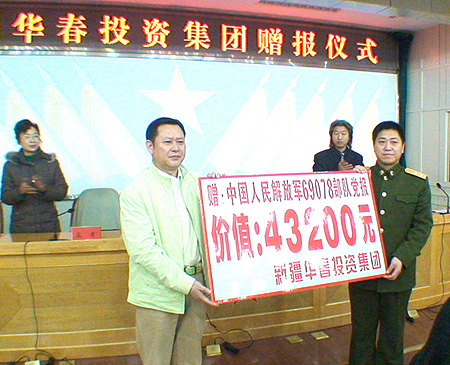 华春投资集团赠报仪式
赠·中国人民解放军69078部队党报
价值:43200元
新疆华春投资集团